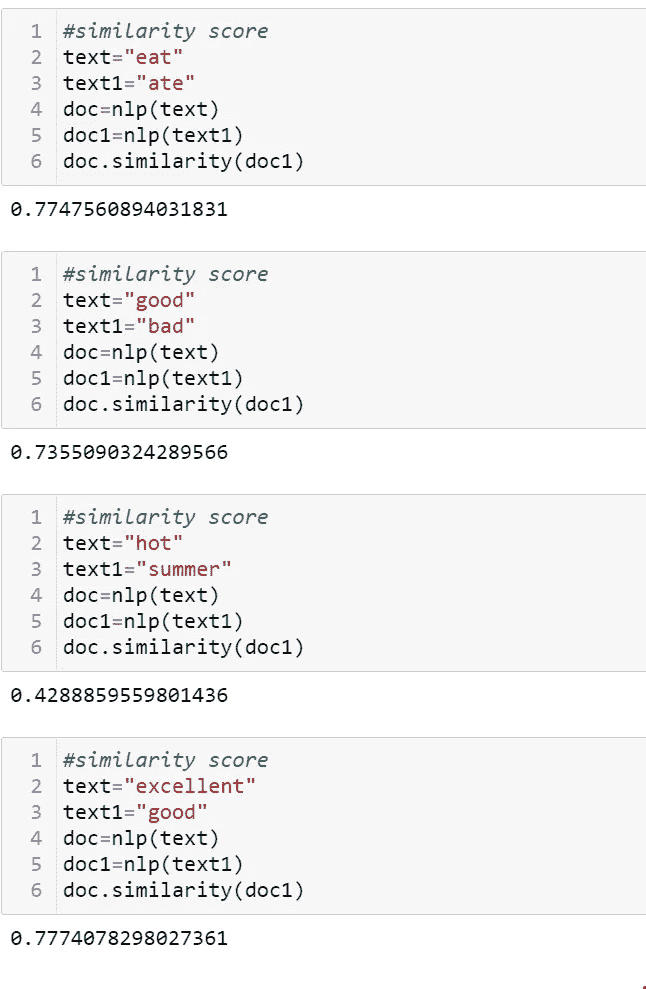 1 #similarity score
2 text="eat"
3 text1="ate"
4 doc=nlp(text)
5 doc1=nlp(text1)
6 doc.similarity(doc1)
0.7747560894031831
1 #similarity score
2 text="good"
3 text1="bad"
4 doc=nlp(text)
5 doc1=nlp(text1)
6 doc.similarity(doc1)
0.7355090324289566
1 #similarity score
2 text="hot"
3 text1="summer"
4 doc=nlp(text)
5 doc1=nlp(text1)
6 doc.similarity(doc1)
0.4288859559801436
1 #similarity score
2 text="excellent"
3 text1="good"
4 doc=nlp(text)
5 doc1=nlp(text1)
6 doc.similarity(doc1)
0.7774078298027361